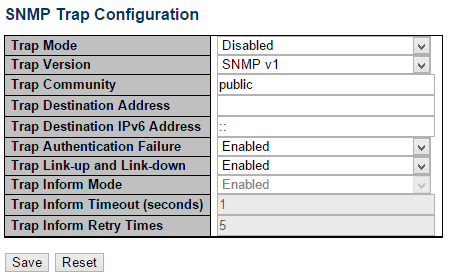 SNMP Trap Configuration
Trap Mode Disabled
Trap Version SNMP v1
Trap Community public
Trap Destination Address
Trap Destination IPv6 Address ::
Trap Authentication Failure Enabled
Trap Link-up and Link-down Enabled
Trap Inform Mode Enabled
Trap Inform Timeout (seconds) 1
Trap Inform Retry Times 5
Save Reset